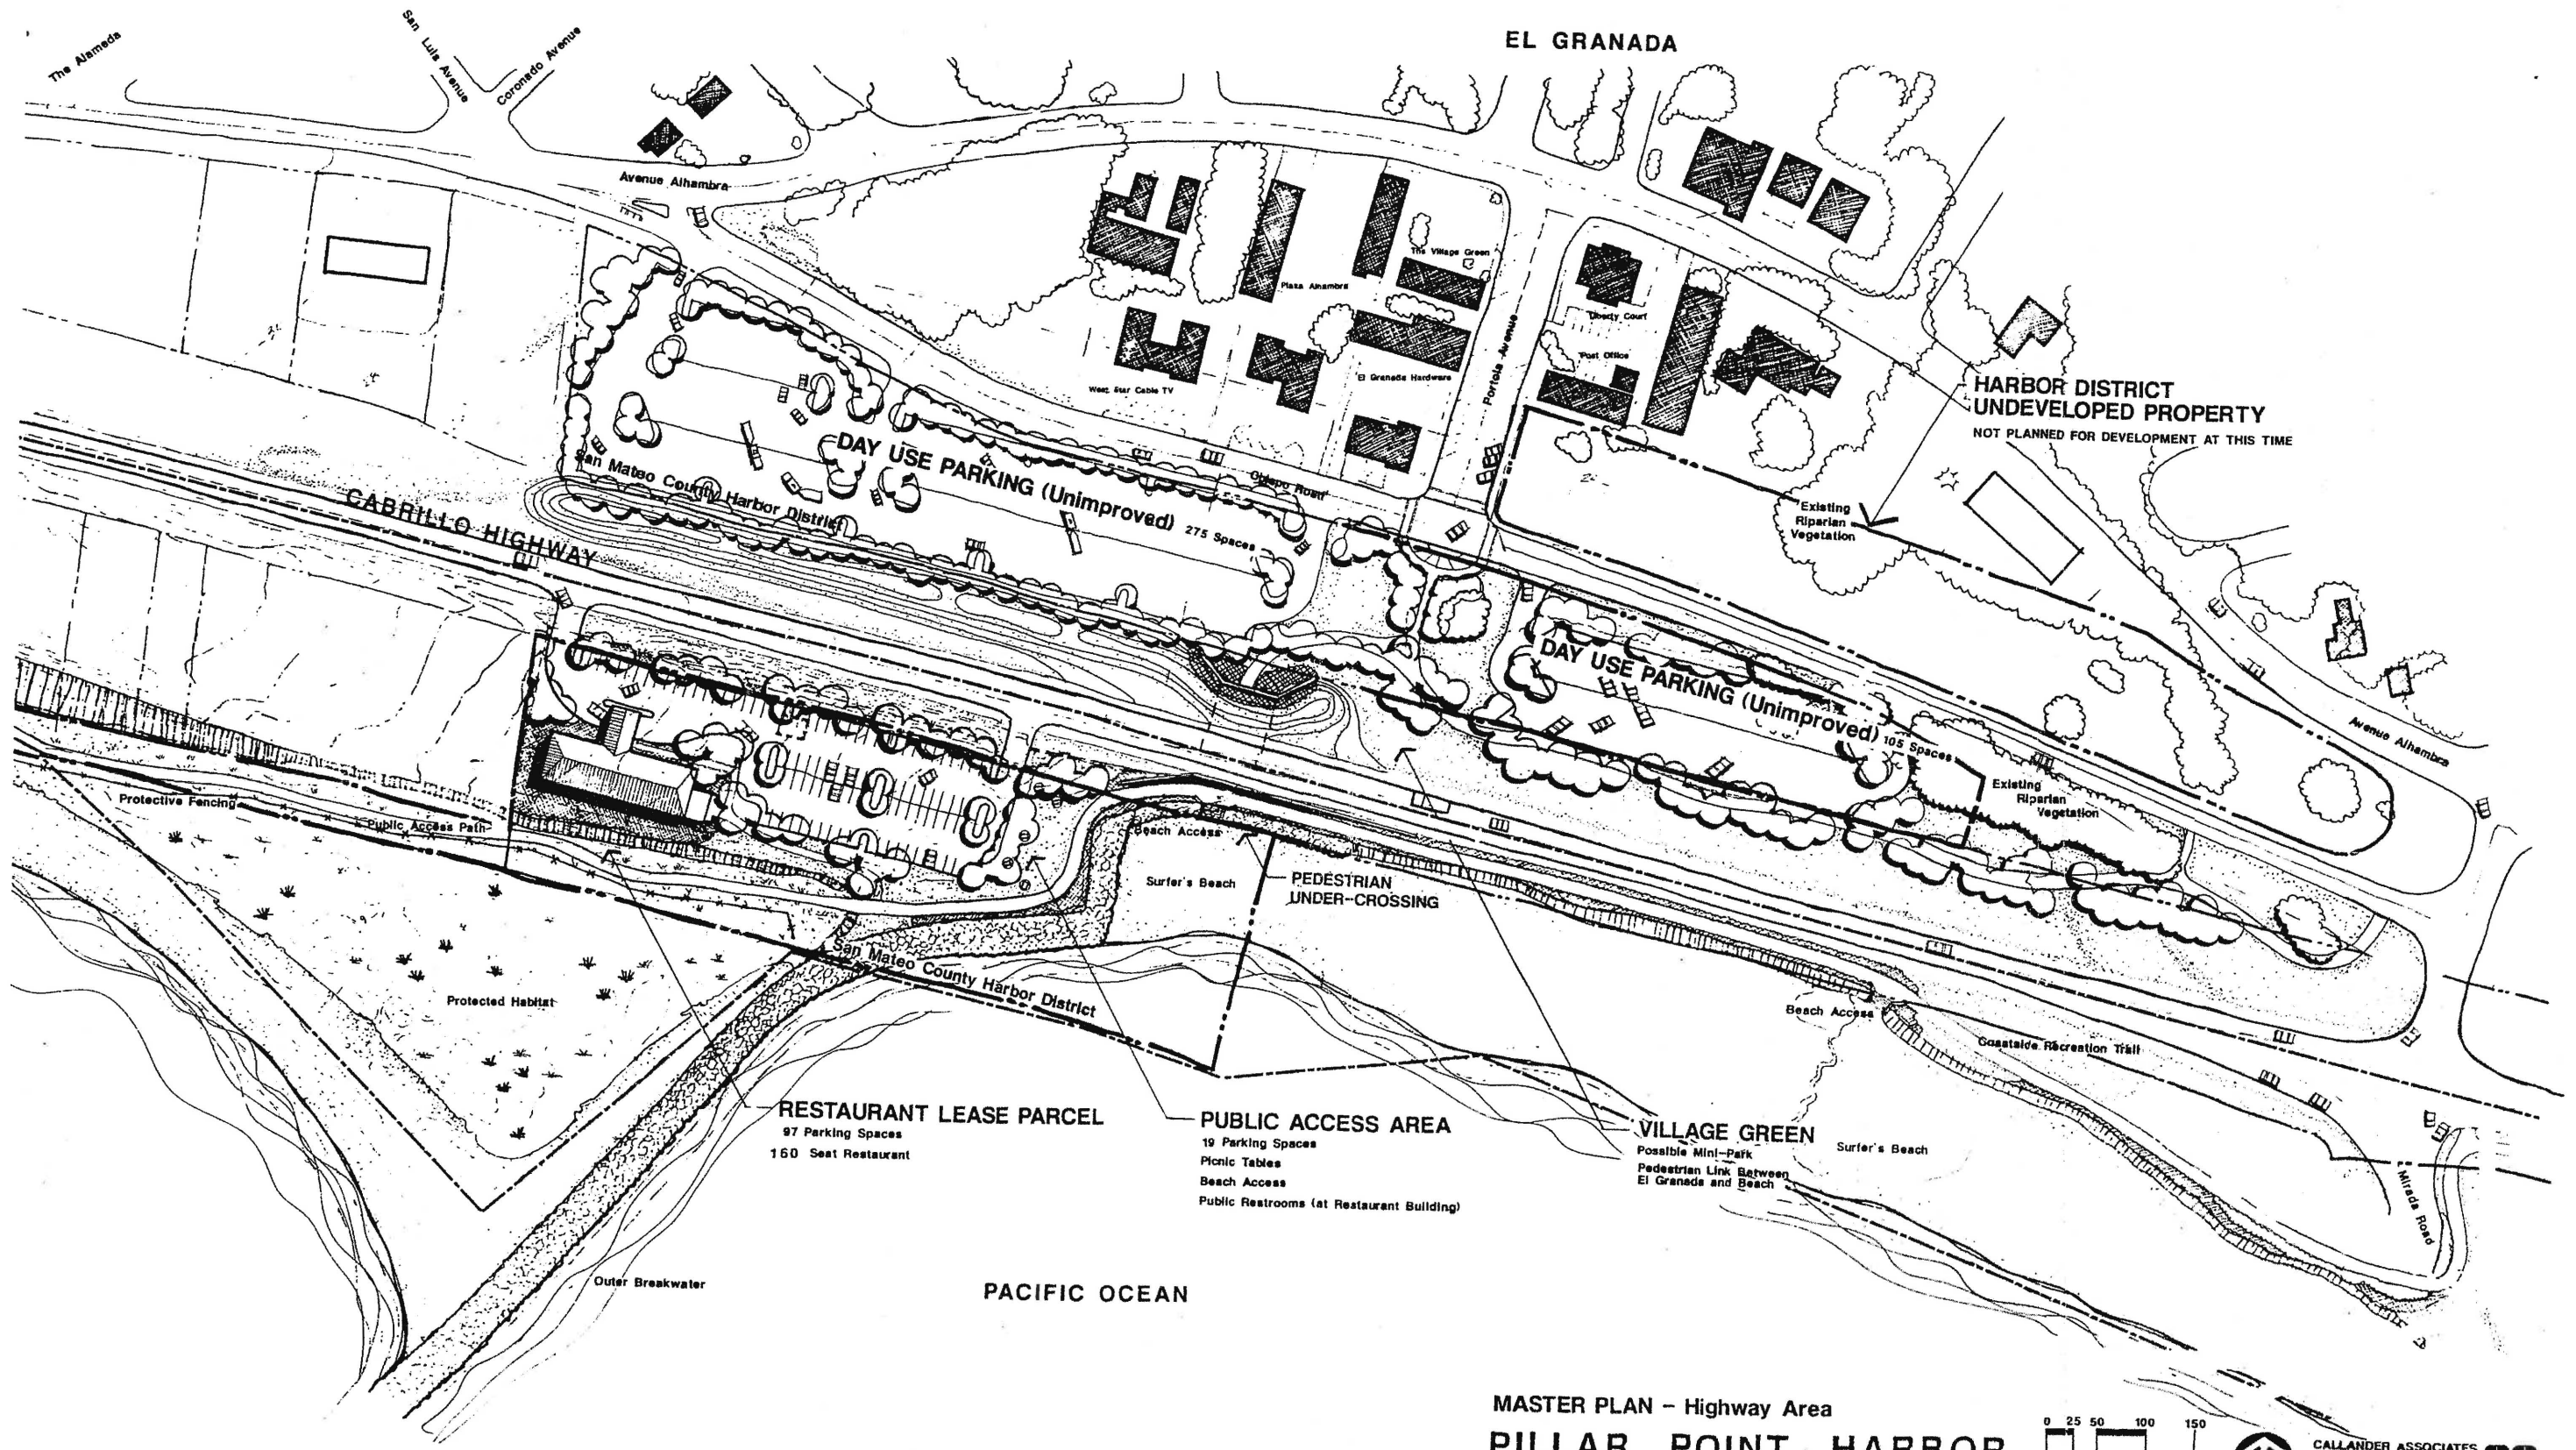 EL GRANADA
The Alameda
San Luis Avenue
Coronado Avenue
Avenue Alhambra
The Village Green
Plaza Alhambra
Liberty Court
Post Office
Portola Avenue
West Star Cable TV
El Granada Hardware
HARBOR DISTRICT
UNDEVELOPED PROPERTY
NOT PLANNED FOR DEVELOPMENT AT THIS TIME
DAY USE PARKING (Unimproved) 275 Spaces
San Mateo County Harbor District
Obispo Road
CABRILLO HIGHWAY
Existing
Riparian
Vegetation
DAY USE PARKING (Unimproved) 105 Spaces
Existing
Riparian
Vegetation
Avenue Alhambra
Protective Fencing
Public Access Path
Beach Access
Surfer's Beach
PEDESTRIAN
UNDER-CROSSING
San Mateo County Harbor District
Protected Habitat
Beach Access
Coastside Recreation Trail
RESTAURANT LEASE PARCEL
97 Parking Spaces
160 Seat Restaurant
PUBLIC ACCESS AREA
19 Parking Spaces
Picnic Tables
Beach Access
Public Restrooms (at Restaurant Building)
VILLAGE GREEN
Possible Mini-Park
Pedestrian Link Between
El Granada and Beach
Surfer's Beach
Mirada Road
Outer Breakwater
PACIFIC OCEAN
MASTER PLAN - Highway Area
PILLAR POINT HARBOR
0 25 50 100 150
CALLANDER ASSOCIATES